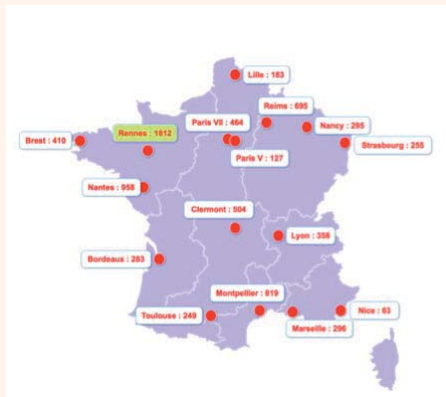 Lille : 183
Reims : 695
Paris VII : 464
Nancy : 295
Rennes : 1812
Brest : 410
Strasbourg : 255
Paris V : 127
Nantes : 958
Clermont : 504
Lyon : 358
Bordeaux : 283
Montpellier : 819
Toulouse : 249
Nice : 63
Marseille : 296